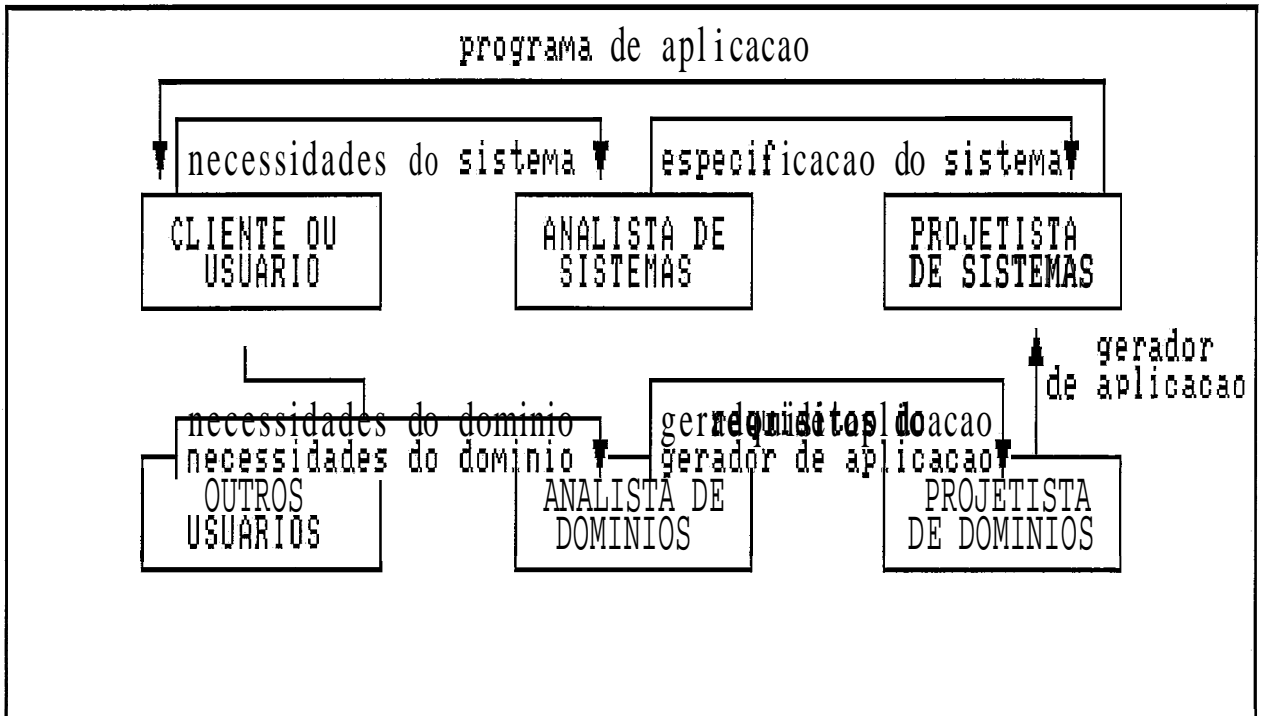 programa de aplicacao
necessidades do sistema
especificacao do sistema
CLIENTE OU
USUARIO
ANALISTA DE
SISTEMAS
PROJETISTA
DE SISTEMAS
gerador
de aplicacao
necessidades do dominio
requisitos do
necessidades do dominio
gerador de aplicacao
OUTROS
USUARIOS
ANALISTA DE
DOMINIOS
PROJETISTA
DE DOMINIOS